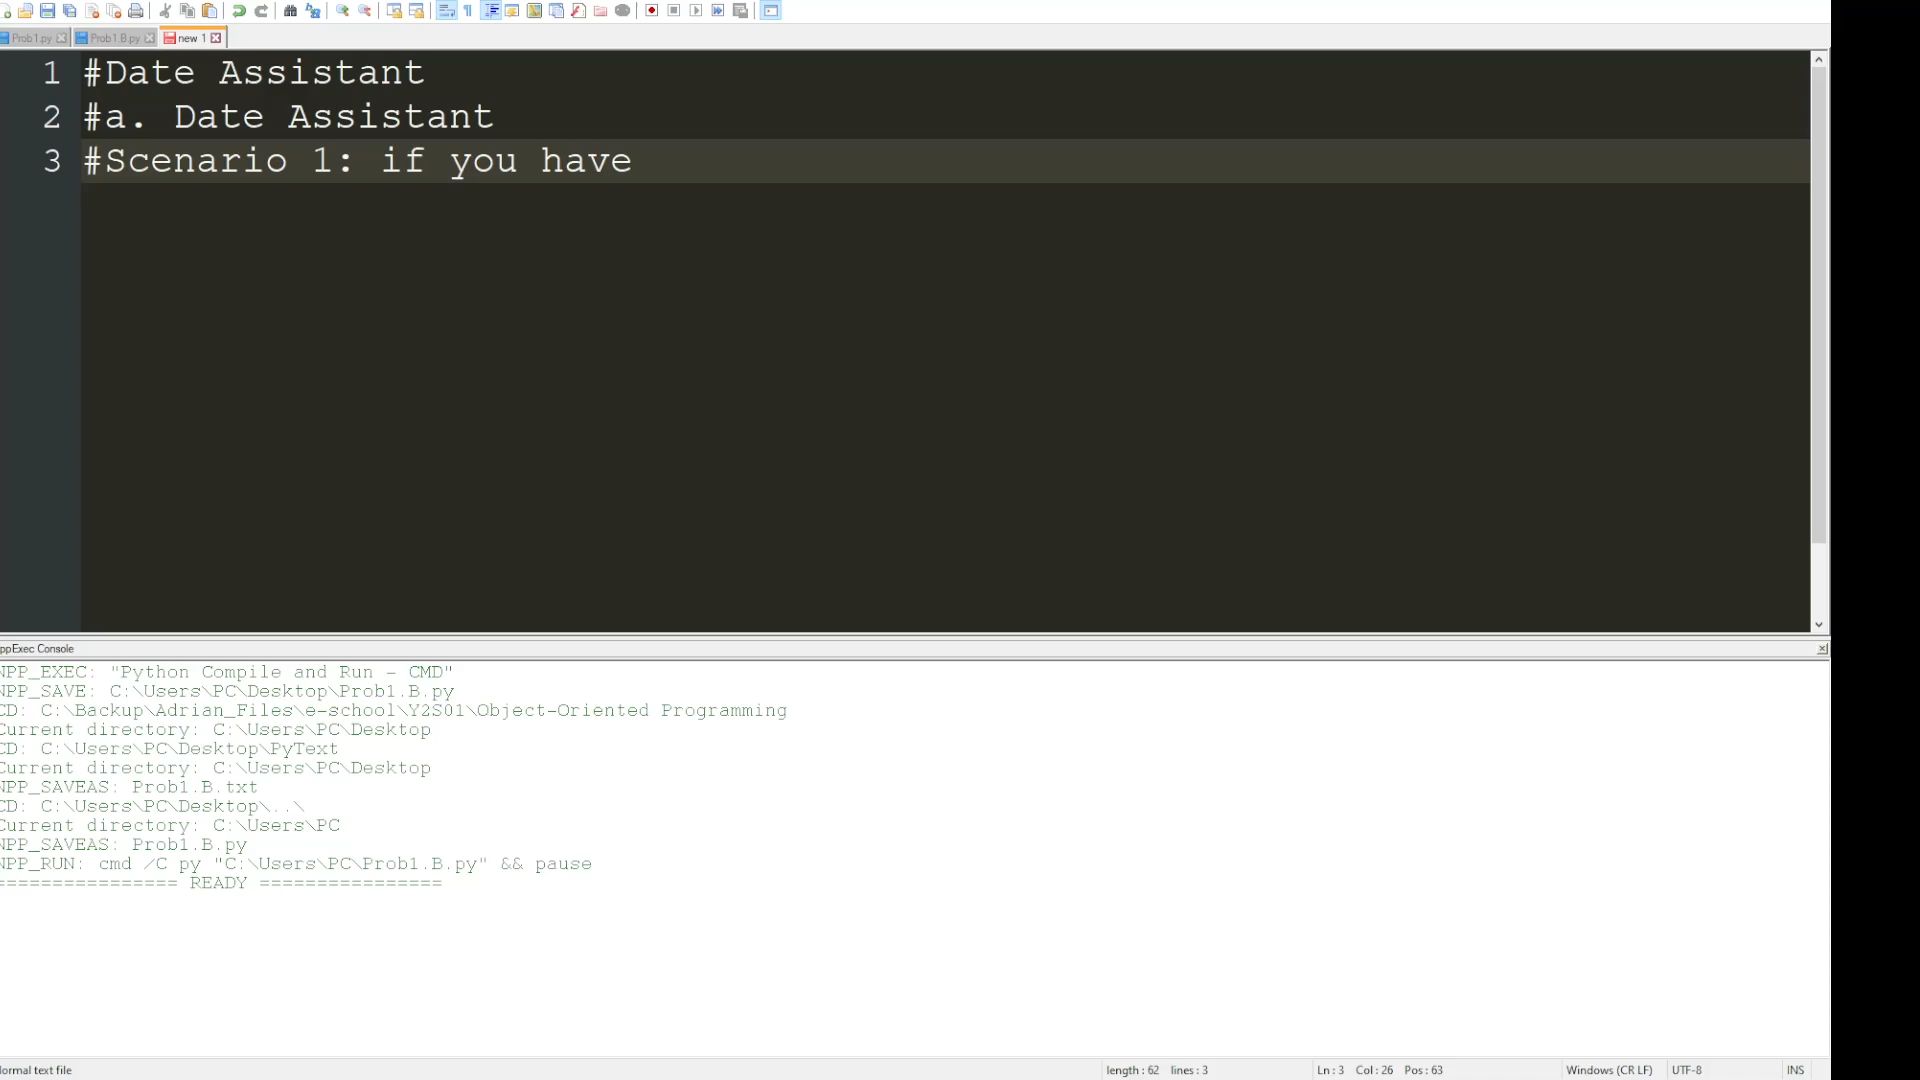 Prob1.py
Prob1.B.py
new 1
1 #Date Assistant
2 #a. Date Assistant
3 #Scenario 1: if you have
ppExec Console
NPP_EXEC: "Python Compile and Run - CMD"
NPP_SAVE: C:\Users\PC\Desktop\Prob1.B.py
CD: C:\Backup\Adrian_Files\e-school\Y2S01\Object-Oriented Programming
Current directory: C:\Users\PC\Desktop
CD: C:\Users\PC\Desktop\PyText
Current directory: C:\Users\PC\Desktop
NPP_SAVEAS: Prob1.B.txt
CD: C:\Users\PC\Desktop\..\
Current directory: C:\Users\PC
NPP_SAVEAS: Prob1.B.py
NPP_RUN: cmd /C py "C:\Users\PC\Prob1.B.py" && pause
================ READY ================
Normal text file length : 62 lines : 3 Ln : 3 Col : 26 Pos : 63 Windows (CR LF) UTF-8 INS